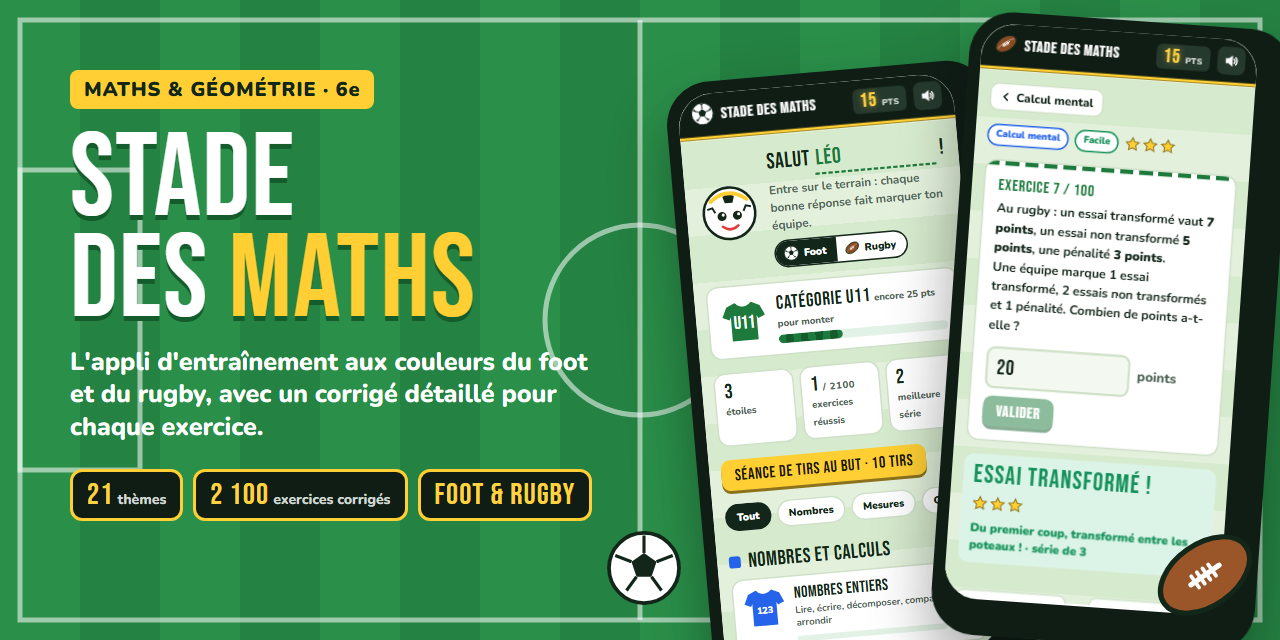 MATHS & GÉOMÉTRIE · 6e
STADE
DES MATHS
L'appli d'entraînement aux couleurs du foot
et du rugby, avec un corrigé détaillé pour
chaque exercice.
21 thèmes
2 100 exercices corrigés
FOOT & RUGBY
STADE DES MATHS
15 PTS
SALUT LÉO !
Entre sur le terrain : chaque
bonne réponse fait marquer ton
équipe.
Foot
Rugby
U11
CATÉGORIE U11 encore 25 pts
pour monter
3
étoiles
1 / 2100
exercices
réussis
2
meilleure
série
SÉANCE DE TIRS AU BUT · 10 TIRS
Tout
Nombres
Mesures
NOMBRES ET CALCULS
123
NOMBRES ENTIERS
Lire, écrire, décomposer,
arrondir
STADE DES MATHS
15 PTS
Calcul mental
Calcul mental
Facile
EXERCICE 7 / 100
Au rugby : un essai transformé vaut 7
points, un essai non transformé 5
points, une pénalité 3 points.
Une équipe marque 1 essai
transformé, 2 essais non transformés
et 1 pénalité. Combien de points a-t-
elle ?
20
points
VALIDER
ESSAI TRANSFORMÉ !
Du premier coup, transformé entre les
poteaux ! · série de 3